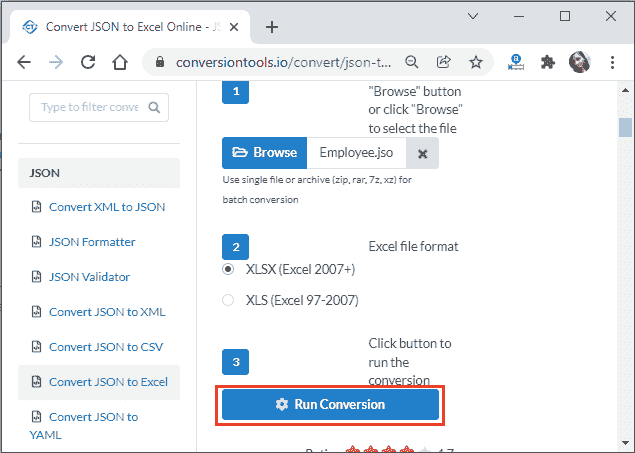 Convert JSON to Excel Online - JS
conversiontools.io/convert/json-t...
Type to filter conve
JSON
Convert XML to JSON
JSON Formatter
JSON Validator
Convert JSON to XML
Convert JSON to CSV
Convert JSON to Excel
Convert JSON to
YAML
1
"Browse" button
or click "Browse"
to select the file
Browse
Employee.jso
Use single file or archive (zip, rar, 7z, xz) for
batch conversion
2
Excel file format
XLSX (Excel 2007+)
XLS (Excel 97-2007)
3
Click button to
run the
conversion
Run Conversion